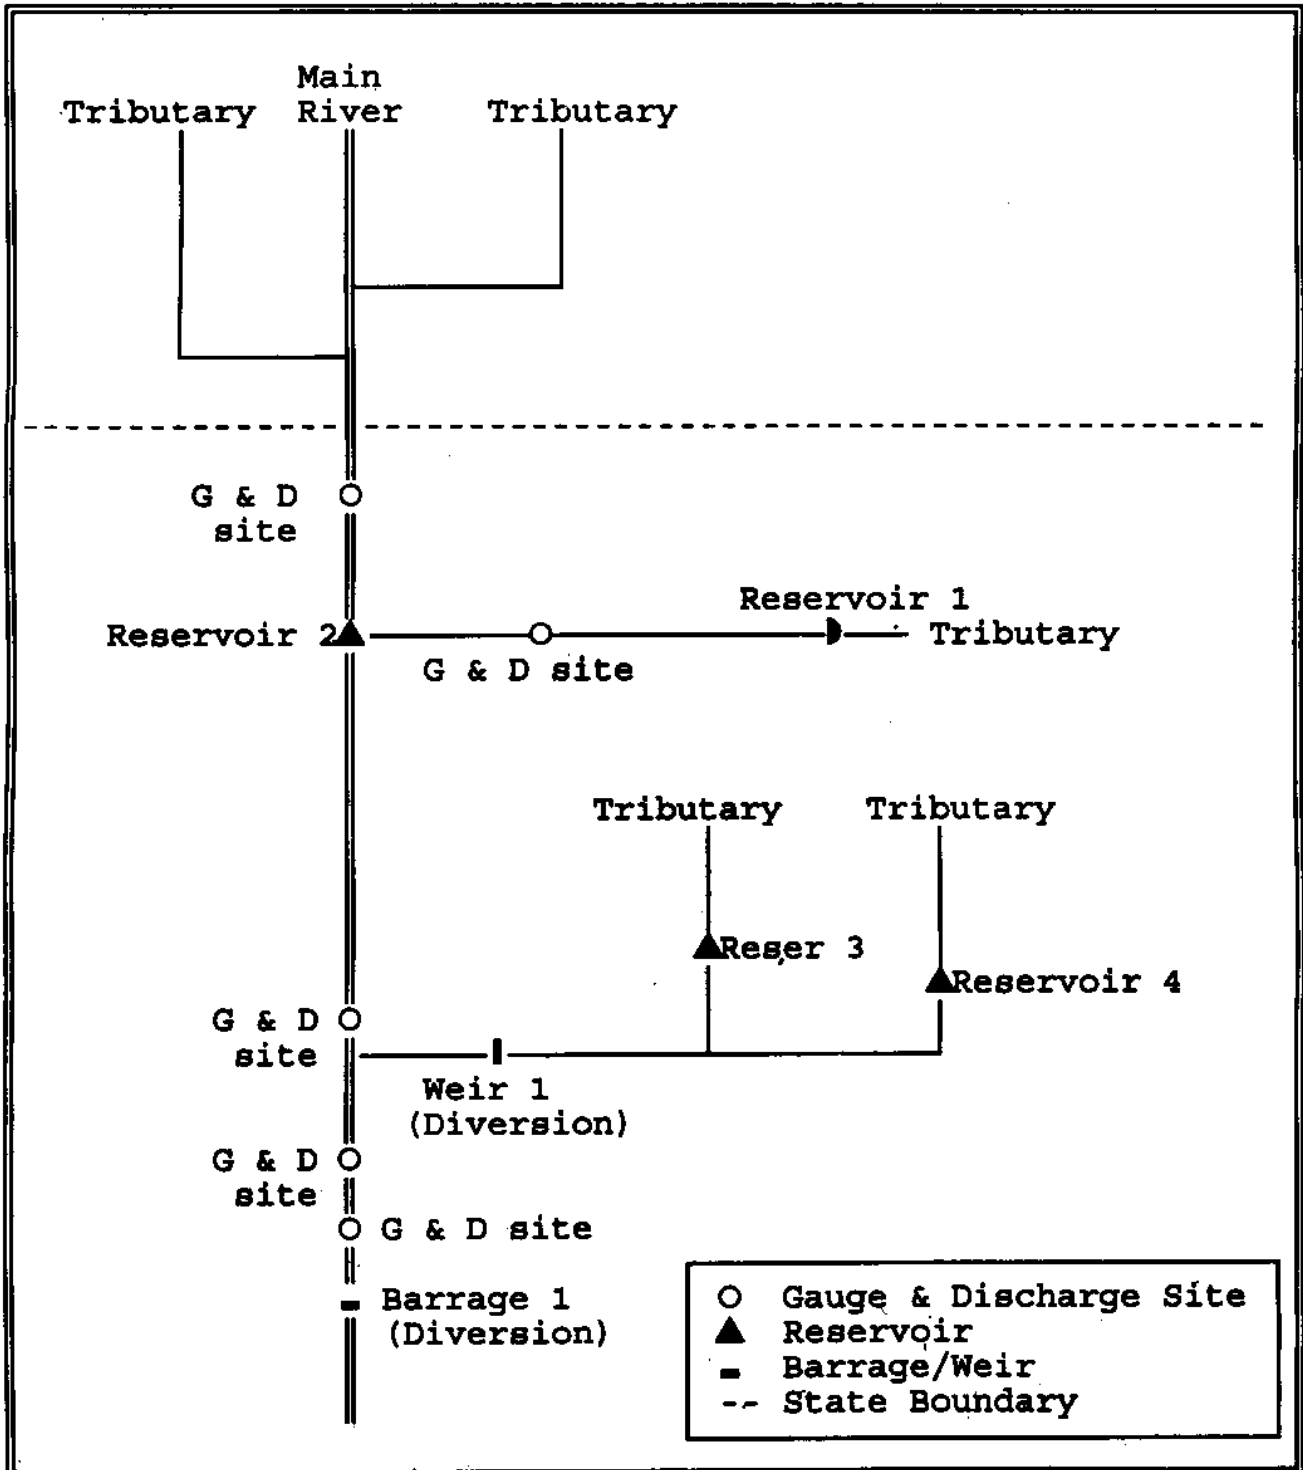 Main
Tributary River Tributary
G & D
site
Reservoir 1
Reservoir 2
Tributary
G & D site
Tributary Tributary
Reser 3
Reservoir 4
G & D
site
Weir 1
(Diversion)
G & D
site
G & D site
Barrage 1
(Diversion)
Gauge & Discharge Site
Reservoir
Barrage/Weir
State Boundary